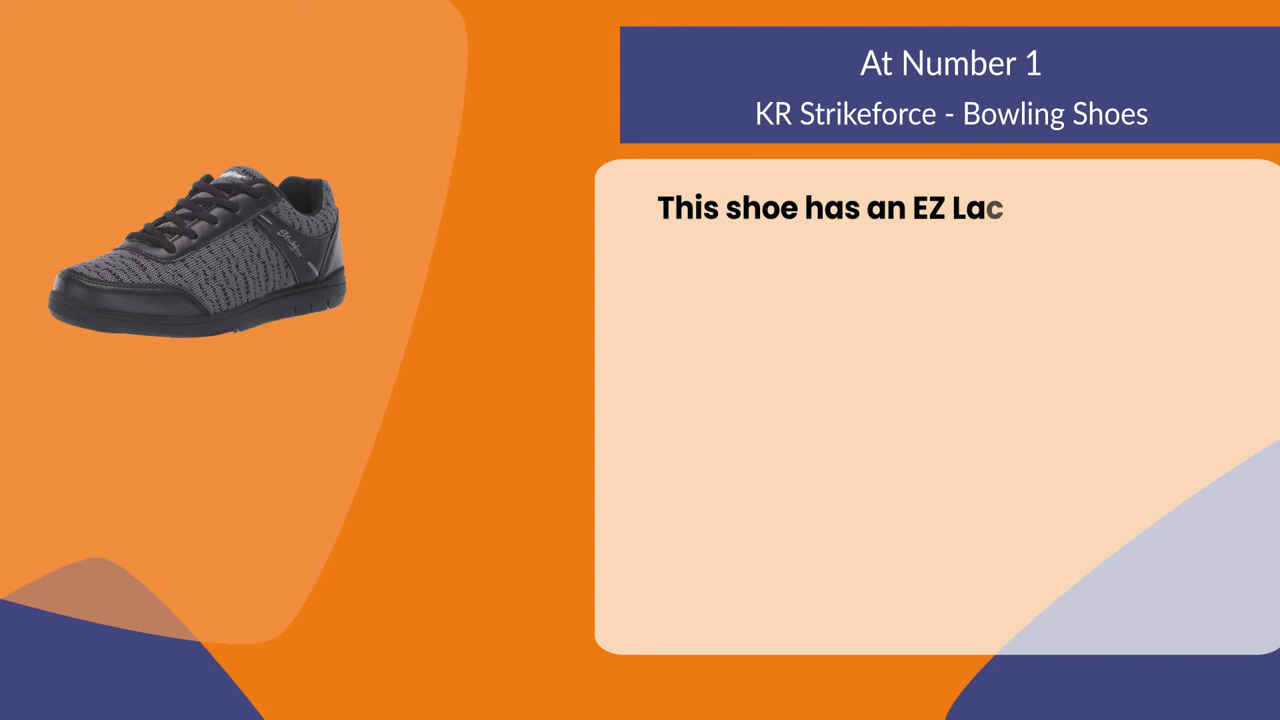 At Number 1
KR Strikeforce - Bowling Shoes
This shoe has an EZ Lac